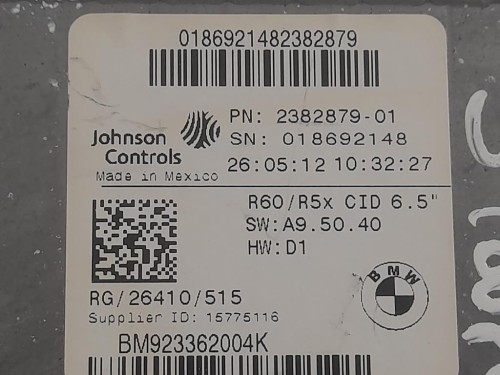 0186921482382879
Johnson
Controls
Made in Mexico
PN: 2382879-01
SN: 018692148
26:05:12 10:32:27
R60/R5x CID 6.5"
SW:A9.50.40
HW:D1
BMW
RG/26410/515
Supplier ID: 15775116
BM923362004K